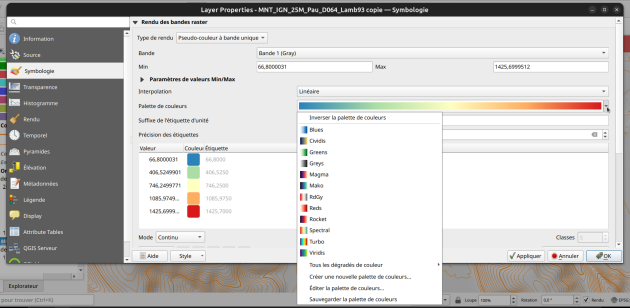 Layer Properties - MNT_IGN_25M_Pau_D064_Lamb93 copie — Symbologie
Information
Source
Symbologie
Transparence
Histogramme
Rendu
Temporel
Pyramides
Élévation
Métadonnées
Légende
Display
Attribute Tables
QGIS Server
Rendu des bandes raster
Type de rendu Pseudo-couleur à bande unique
Bande Bande 1 (Gray)
Min 66,8000031 Max 1425,6999512
Paramètres de valeurs Min/Max
Interpolation Linéaire
Palette de couleurs
Suffixe de l'étiquette d'unité
Précision des étiquettes
Valeur Couleur Étiquette
66,8000031 66,8000
406,5249901 406,5250
746,2499771 746,2500
1085,9749... 1085,9750
1425,6999... 1425,7000
Mode Continu Classes 5
Inverser la palette de couleurs
Blues
Cividis
Greens
Greys
Magma
Mako
RdGy
Reds
Rocket
Spectral
Turbo
Viridis
Tous les dégradés de couleur
Créer une nouvelle palette de couleurs...
Éditer la palette de couleurs...
Sauvegarder la palette de couleurs
Aide Style Appliquer Annuler OK
Explorateur
pour trouver (Ctrl+K) Loupe 100% Rotation 0,0 ° Rendu EPSG